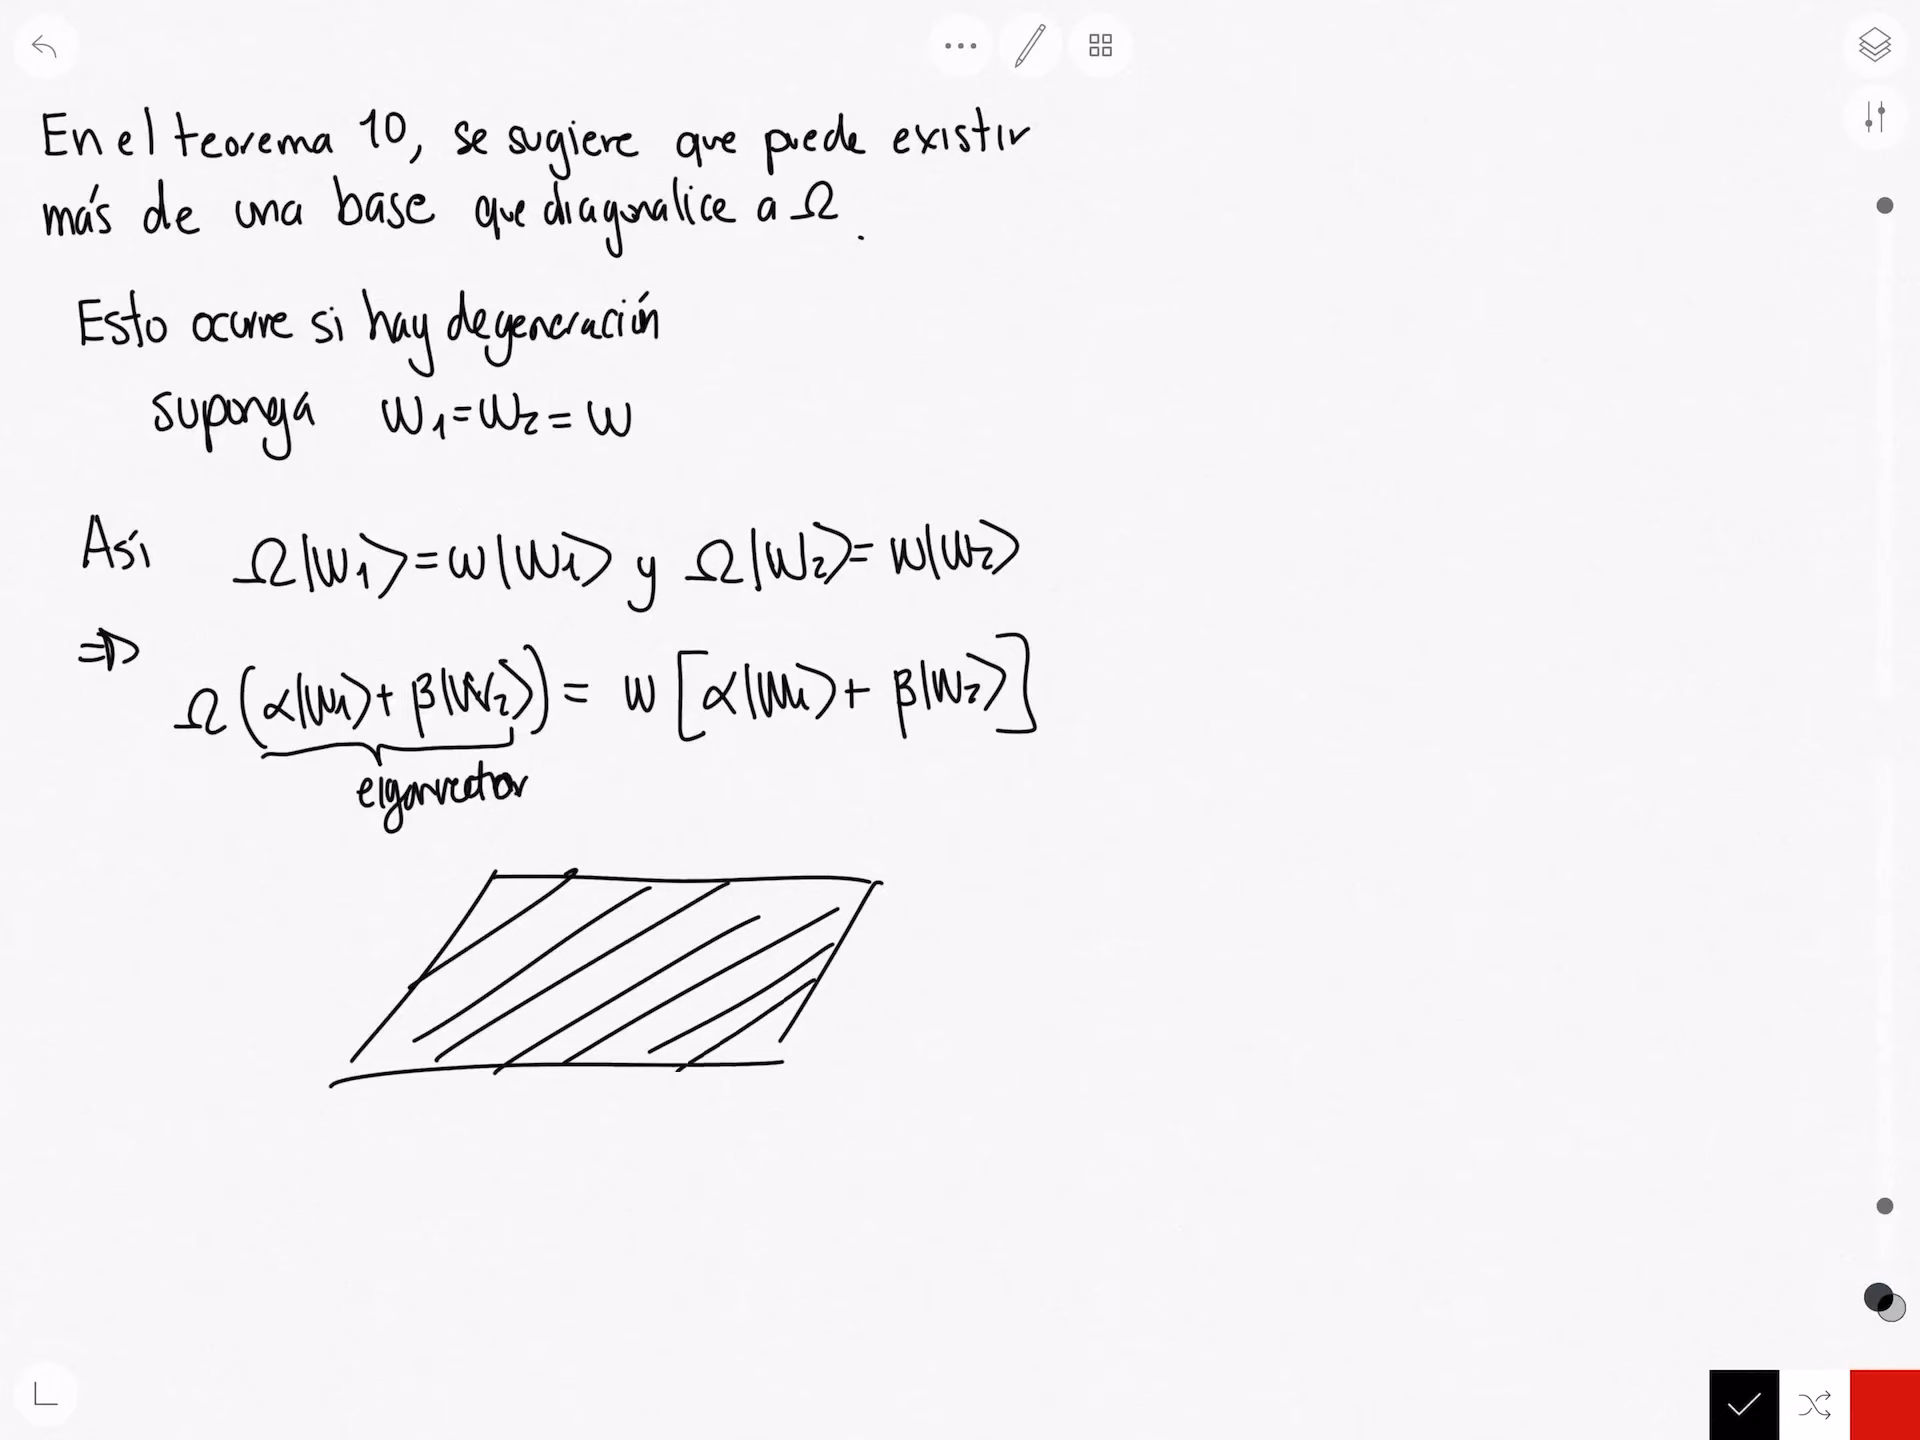 En el teorema 10, se sugiere que puede existir
más de una base que diagonalice a Ω.
Esto ocurre si hay degeneración
suponga ω₁=ω₂=ω
Así Ω|ω₁⟩=ω|ω₁⟩ y Ω|ω₂⟩=ω|ω₂⟩
⇒
Ω(α|ω₁⟩+β|ω₂⟩)= ω[α|ω₁⟩+β|ω₂⟩]
eigenvector